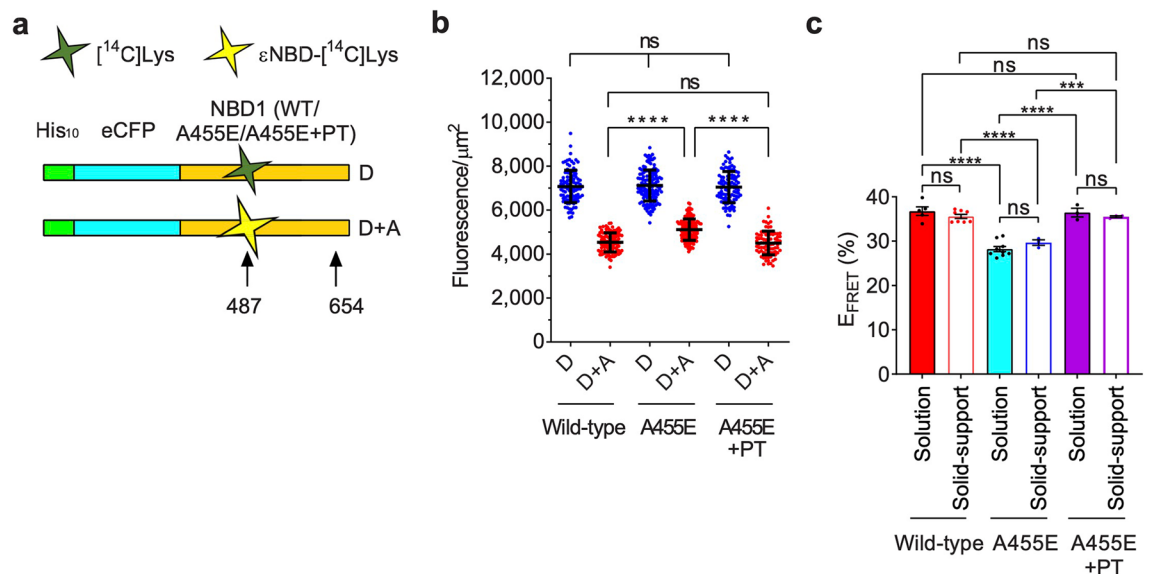 a
[¹⁴C]Lys
εNBD-[¹⁴C]Lys
NBD1 (WT/
His₁₀ eCFP A455E/A455E+PT)
D
D+A
487 654
b
ns
ns
**** ****
Fluorescence/μm²
12,000
10,000
8,000
6,000
4,000
2,000
0
D D+A D D+A D D+A
Wild-type A455E A455E
+PT
c
ns
ns
***
****
****
****
ns
ns
ns
E_FRET (%)
40
30
20
10
0
Solution Solid-support Solution Solid-support Solution Solid-support
Wild-type A455E A455E
+PT